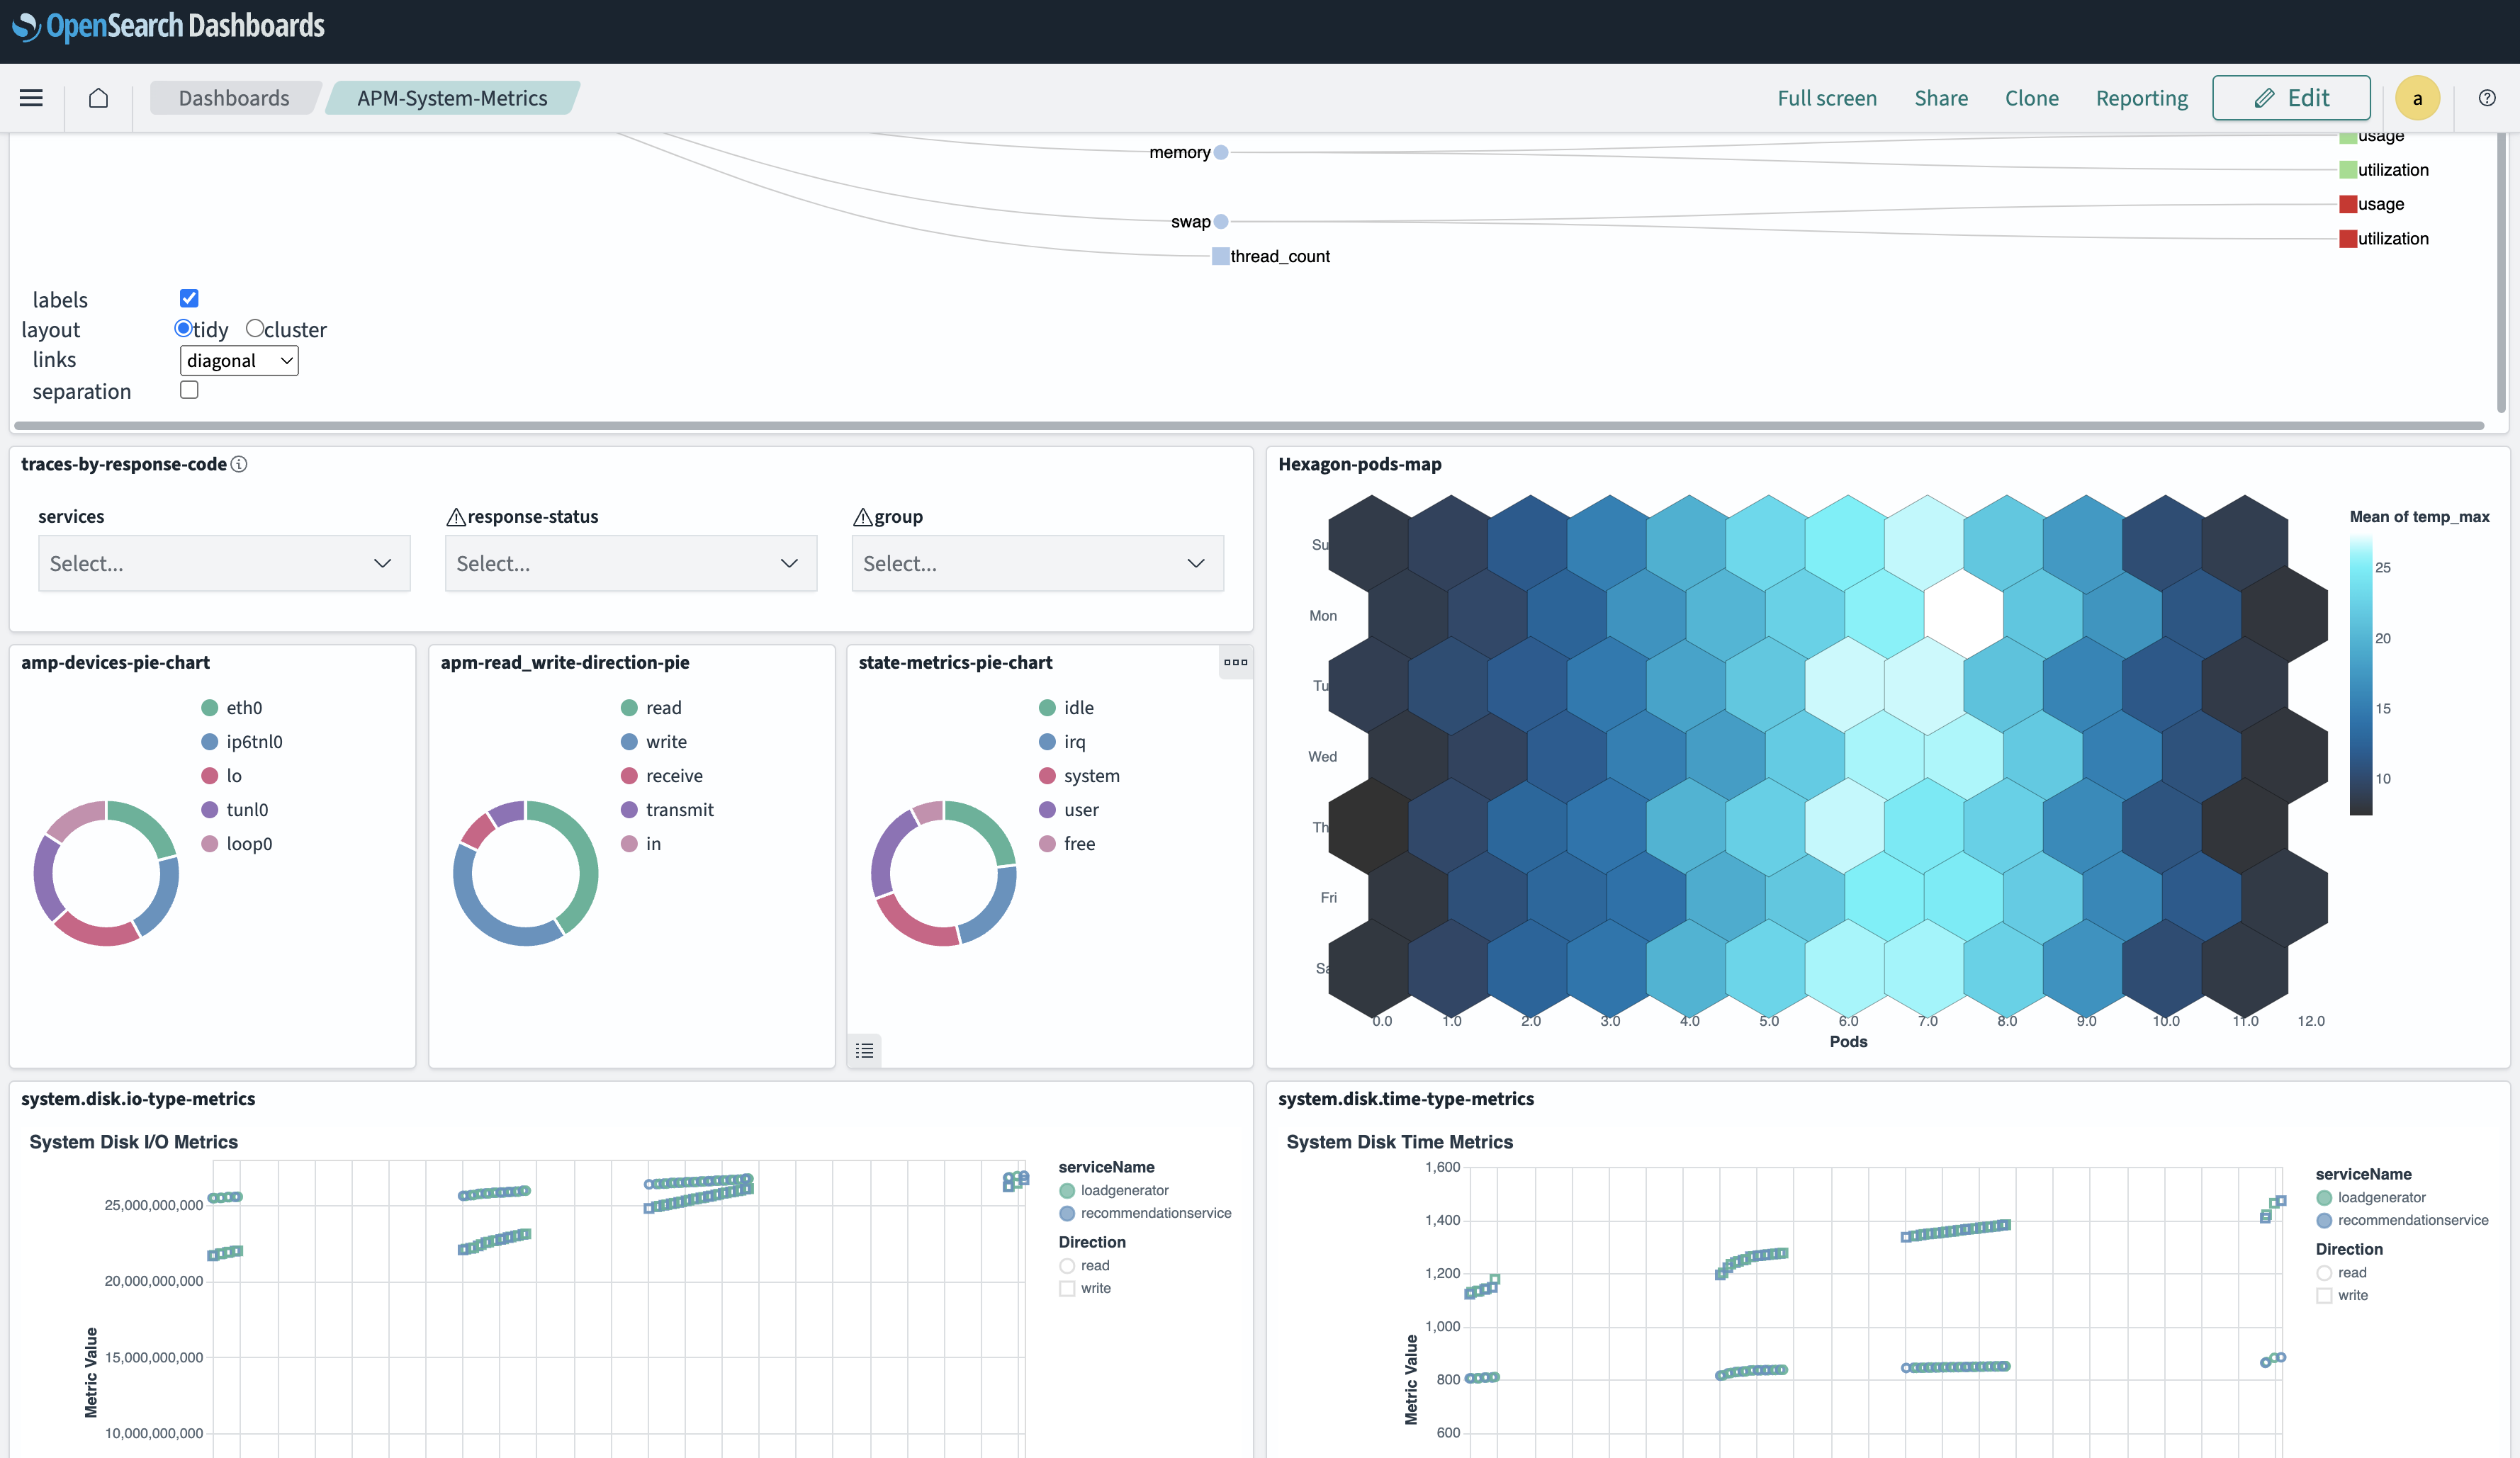 OpenSearch Dashboards
Dashboards
APM-System-Metrics
Full screen
Share
Clone
Reporting
Edit
a
usage
memory
utilization
usage
swap
utilization
thread_count
labels
layout tidy cluster
links diagonal
separation
traces-by-response-code
services
response-status
group
Select...
Select...
Select...
Hexagon-pods-map
Mean of temp_max
25
20
15
10
Su
Mon
Tu
Wed
Th
Fri
Sa
0.0 1.0 2.0 3.0 4.0 5.0 6.0 7.0 8.0 9.0 10.0 11.0 12.0
Pods
amp-devices-pie-chart
eth0
ip6tnl0
lo
tunl0
loop0
apm-read_write-direction-pie
read
write
receive
transmit
in
state-metrics-pie-chart
idle
irq
system
user
free
system.disk.io-type-metrics
System Disk I/O Metrics
25,000,000,000
20,000,000,000
15,000,000,000
10,000,000,000
Metric Value
serviceName
loadgenerator
recommendationservice
Direction
read
write
system.disk.time-type-metrics
System Disk Time Metrics
1,600
1,400
1,200
1,000
800
600
Metric Value
serviceName
loadgenerator
recommendationservice
Direction
read
write